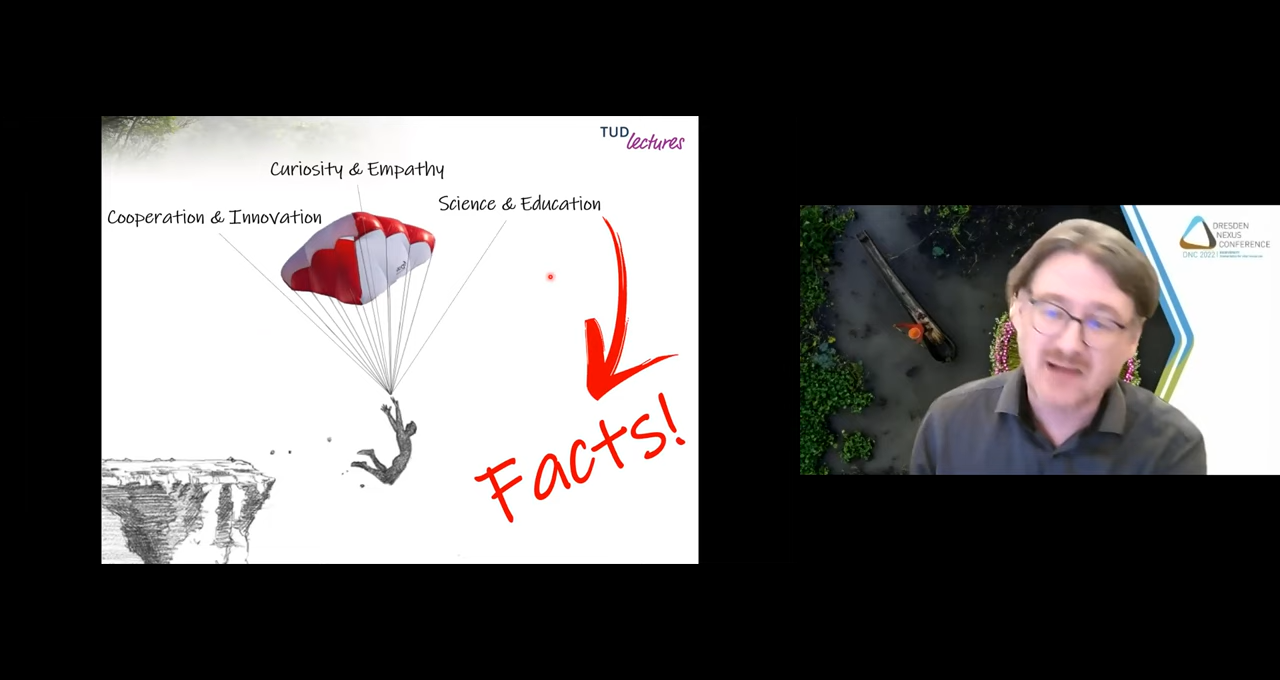 TUD
lectures
Curiosity & Empathy
Science & Education
Cooperation & Innovation
Facts!
DRESDEN
NEXUS
CONFERENCE
DNC 2022